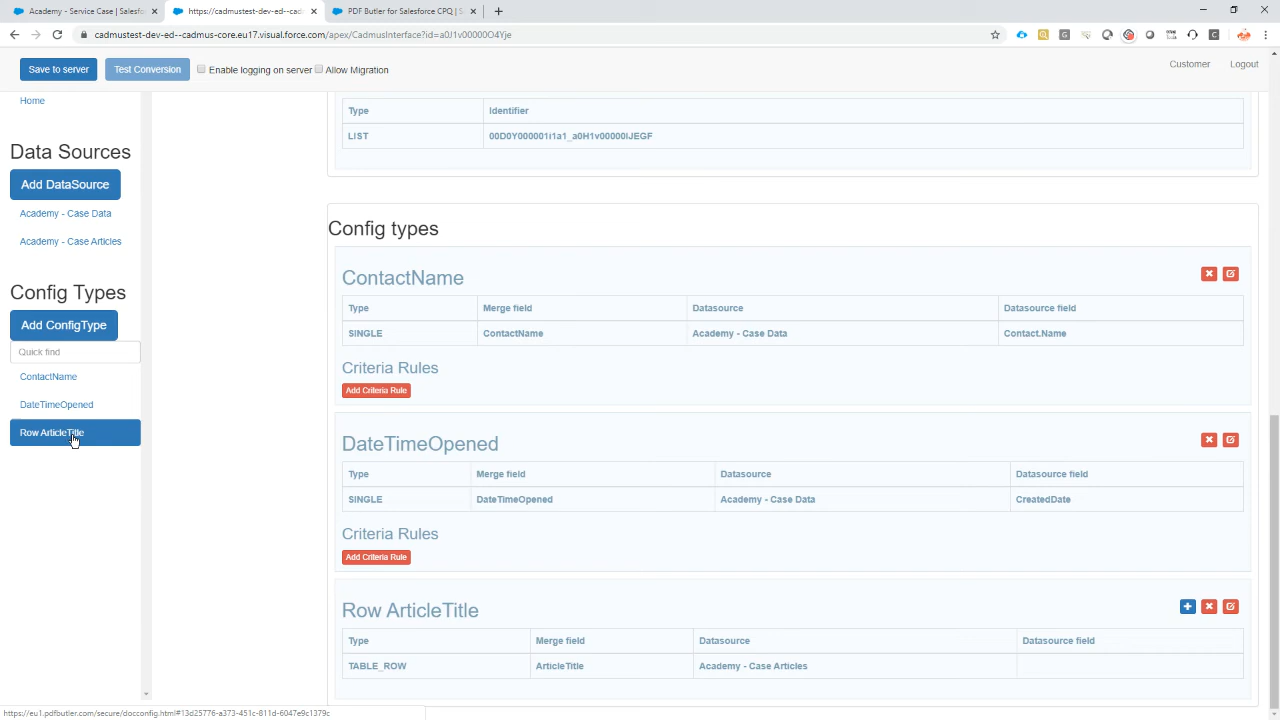 Academy - Service Case | Salesfor
https://cadmustest-dev-ed--cadm
PDF Butler for Salesforce CPQ | S
cadmustest-dev-ed--cadmus-core.eu17.visual.force.com/apex/CadmusInterface?id=a0J1v00000O4Yje
Save to server
Test Conversion
Enable logging on server
Allow Migration
Customer
Logout
Home
Data Sources
Add DataSource
Academy - Case Data
Academy - Case Articles
Config Types
Add ConfigType
Quick find
ContactName
DateTimeOpened
Row ArticleTitle
Type Identifier
LIST 00D0Y000001i1a1_a0H1v00000IJEGF
Config types
ContactName
Type Merge field Datasource Datasource field
SINGLE ContactName Academy - Case Data Contact.Name
Criteria Rules
Add Criteria Rule
DateTimeOpened
Type Merge field Datasource Datasource field
SINGLE DateTimeOpened Academy - Case Data CreatedDate
Criteria Rules
Add Criteria Rule
Row ArticleTitle
Type Merge field Datasource Datasource field
TABLE_ROW ArticleTitle Academy - Case Articles
https://eu1.pdfbutler.com/secure/docconfig.html#13d25776-a373-451c-811d-6047e9c1379c